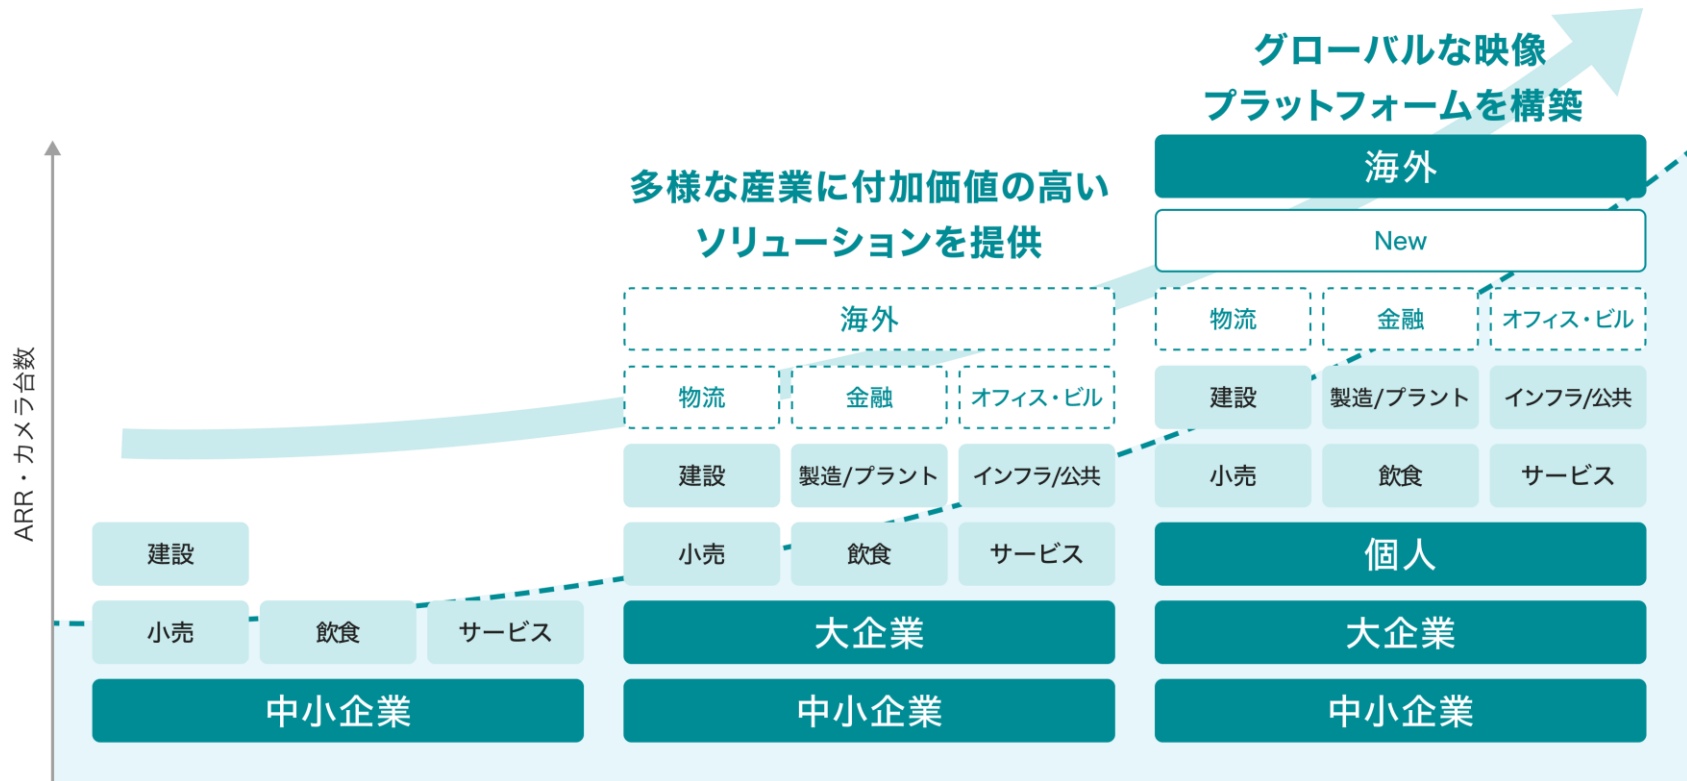 グローバルな映像
プラットフォームを構築
多様な産業に付加価値の高い
ソリューションを提供
ARR・カメラ台数
建設
小売 飲食 サービス
中小企業
海外
物流 金融 オフィス・ビル
建設 製造/プラント インフラ/公共
小売 飲食 サービス
大企業
中小企業
海外
New
物流 金融 オフィス・ビル
建設 製造/プラント インフラ/公共
小売 飲食 サービス
個人
大企業
中小企業